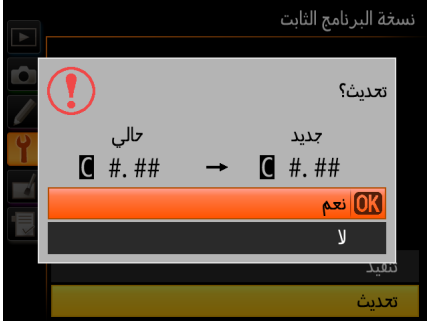 نسخة البرنامج الثابت
تحديث؟
جديد حالي
C #.## → C #.##
OK نعم
لا
تنفيذ
تحديث